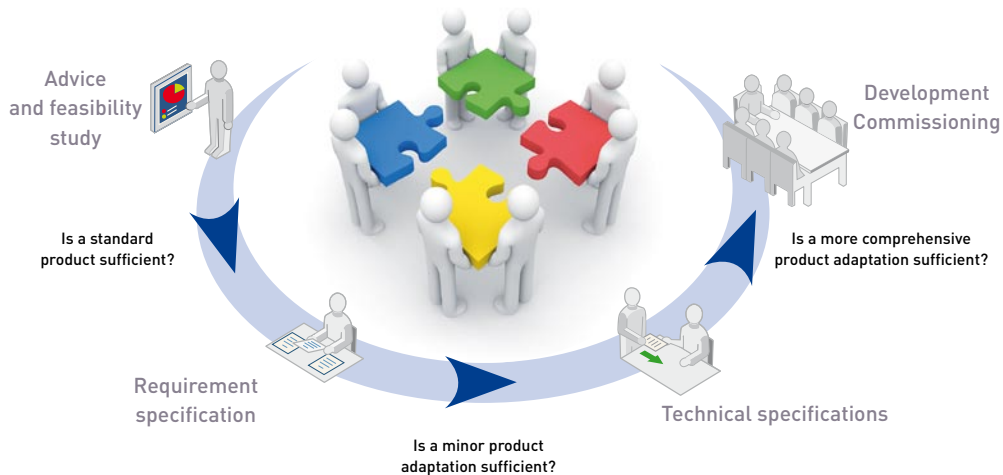 Advice
and feasibility
study
Development
Commissioning
Is a standard
product sufficient?
Is a more comprehensive
product adaptation sufficient?
Requirement
specification
Technical specifications
Is a minor product
adaptation sufficient?